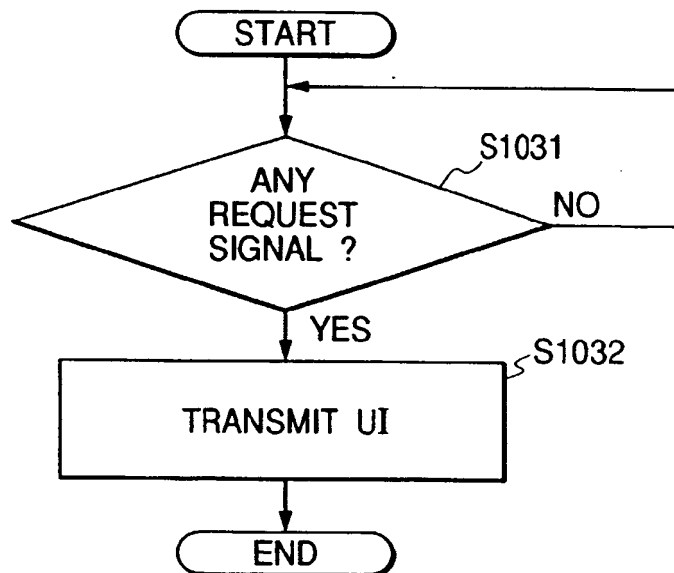 START
S1031
ANY
REQUEST
SIGNAL ?
NO
YES
S1032
TRANSMIT UI
END